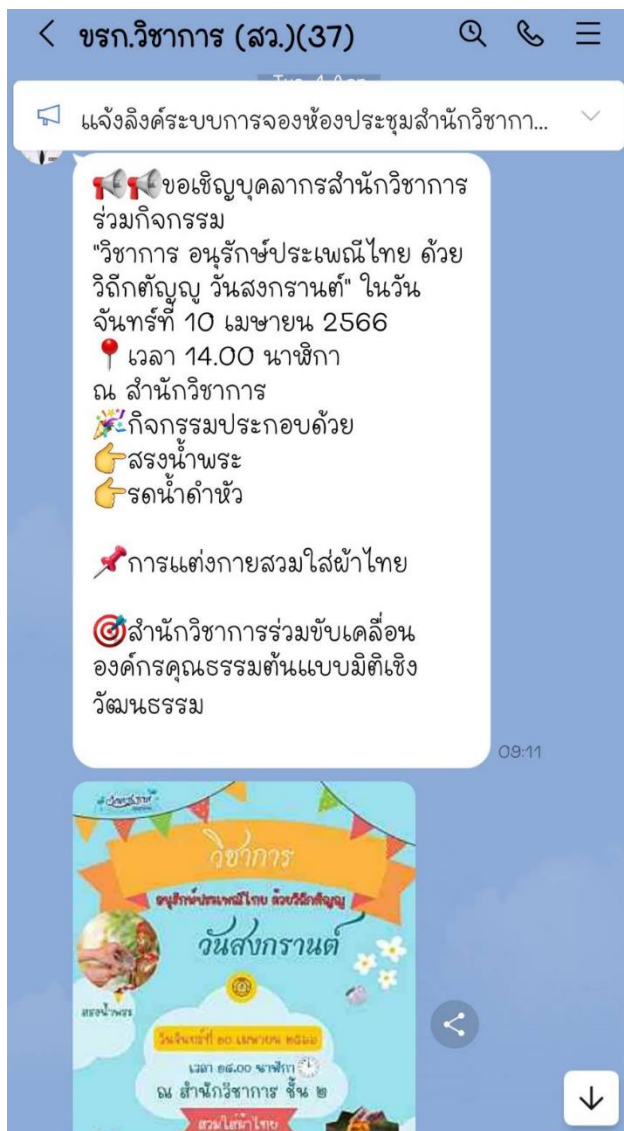 ขรก.วิชาการ (สว.)(37)
แจ้งลิงค์ระบบการจองห้องประชุมสำนักวิชากา...
ขอเชิญบุคลากรสำนักวิชาการ
ร่วมกิจกรรม
"วิชาการ อนุรักษ์ประเพณีไทย ด้วย
วิถีกตัญญู วันสงกรานต์" ในวัน
จันทร์ที่ 10 เมษายน 2566
เวลา 14.00 นาฬิกา
ณ สำนักวิชาการ
กิจกรรมประกอบด้วย
สรงน้ำพระ
รดน้ำดำหัว
การแต่งกายสวมใส่ผ้าไทย
สำนักวิชาการร่วมขับเคลื่อน
องค์กรคุณธรรมต้นแบบมิติเชิง
วัฒนธรรม
09:11
วิชาการ
อนุรักษ์ประเพณีไทย ด้วยวิถีกตัญญู
วันสงกรานต์
สรงน้ำพระ
วันจันทร์ที่ ๑๐ เมษายน ๒๕๖๖
เวลา ๑๔.๐๐ นาฬิกา
ณ สำนักวิชาการ ชั้น ๒
สวมใส่ผ้าไทย